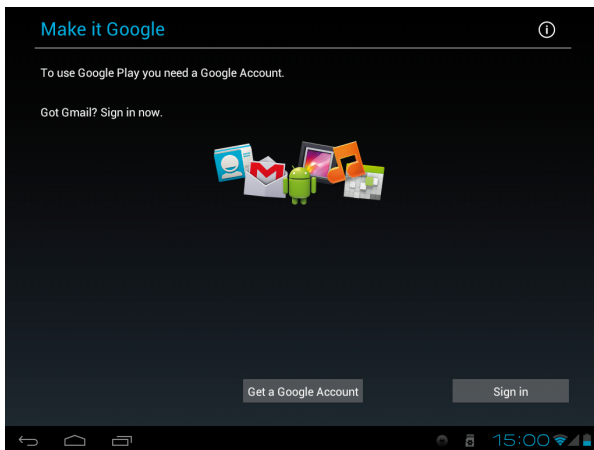 Make it Google
To use Google Play you need a Google Account.
Got Gmail? Sign in now.
Get a Google Account
Sign in
15:00